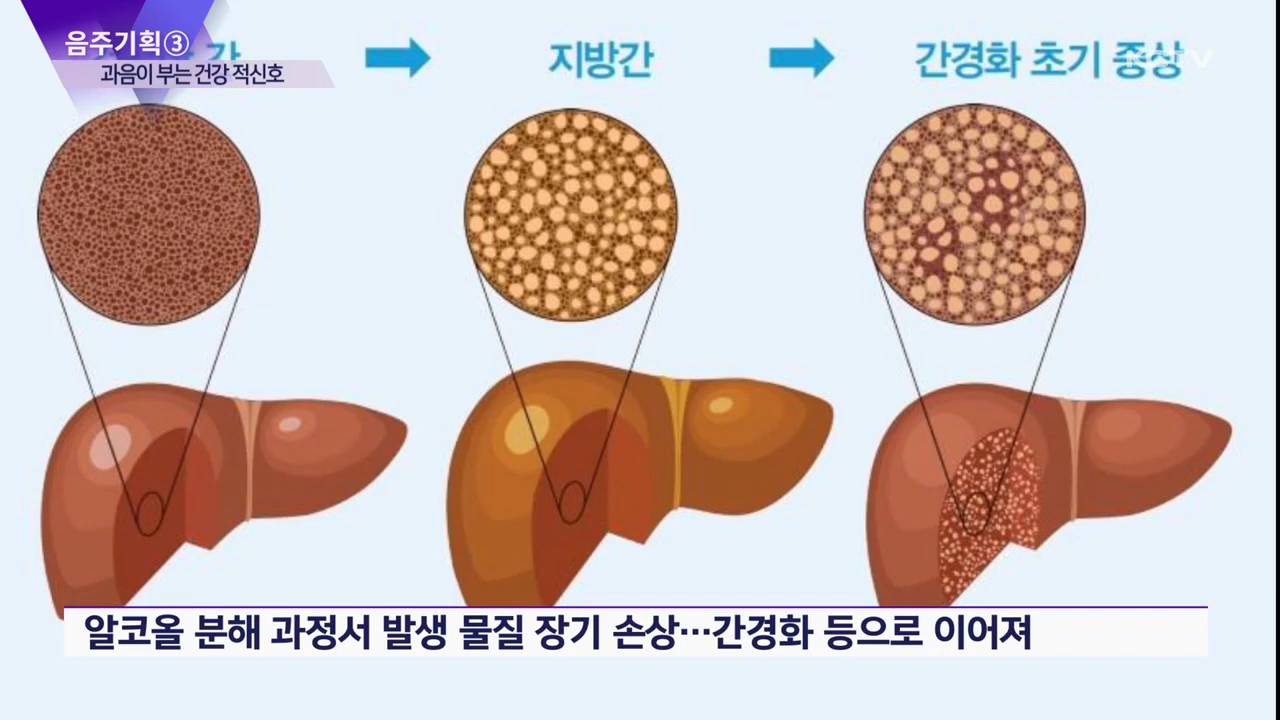 음주기획③
간
과음이 부는 건강 적신호
지방간
간경화 초기 증상
KCTV
알코올 분해 과정서 발생 물질 장기 손상…간경화 등으로 이어져